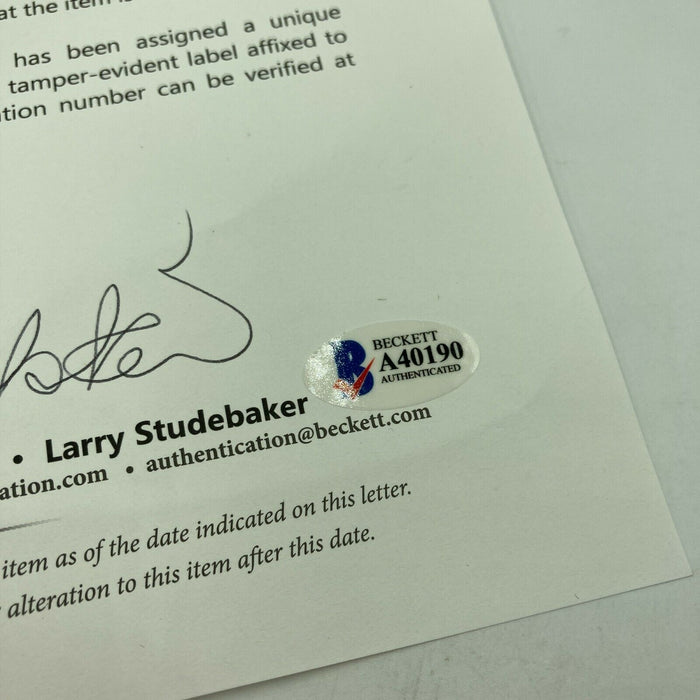 at the item is
has been assigned a unique
tamper-evident label affixed to
tion number can be verified at
BECKETT
A40190
AUTHENTICATED
• Larry Studebaker
ation.com • authentication@beckett.com
item as of the date indicated on this letter.
alteration to this item after this date.